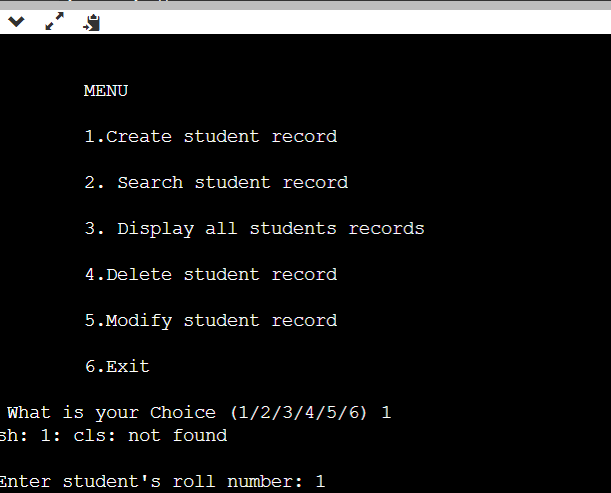 MENU
1.Create student record
2. Search student record
3. Display all students records
4.Delete student record
5.Modify student record
6.Exit
What is your Choice (1/2/3/4/5/6) 1
sh: 1: cls: not found
Enter student's roll number: 1